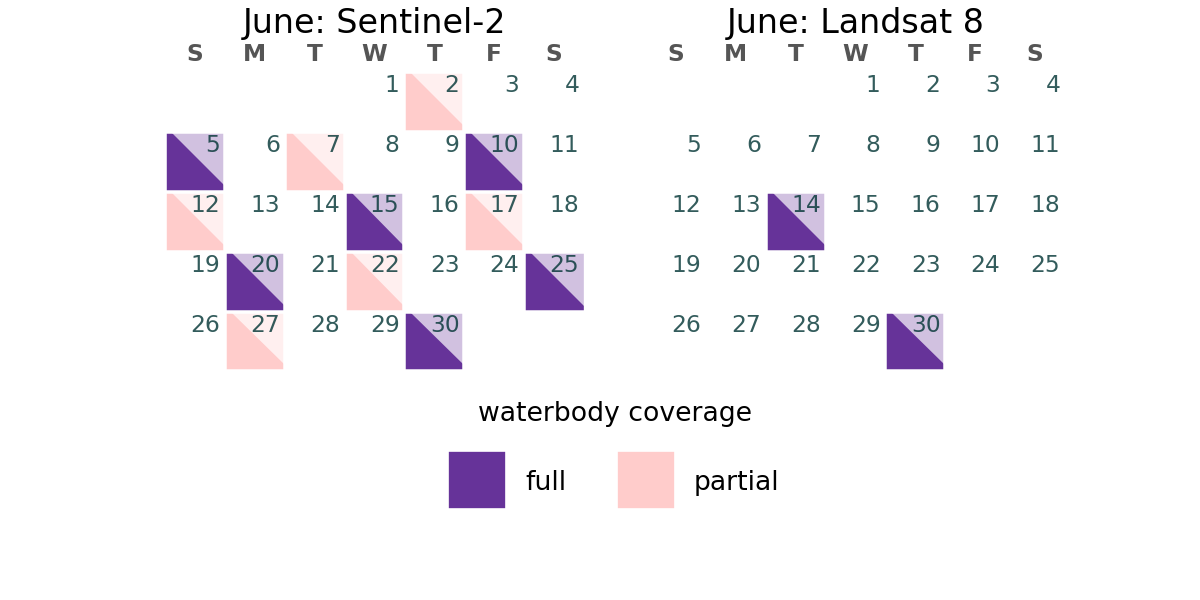 June: Sentinel-2
S M T W T F S
1 2 3 4
5 6 7 8 9 10 11
12 13 14 15 16 17 18
19 20 21 22 23 24 25
26 27 28 29 30
June: Landsat 8
S M T W T F S
1 2 3 4
5 6 7 8 9 10 11
12 13 14 15 16 17 18
19 20 21 22 23 24 25
26 27 28 29 30
waterbody coverage
full
partial